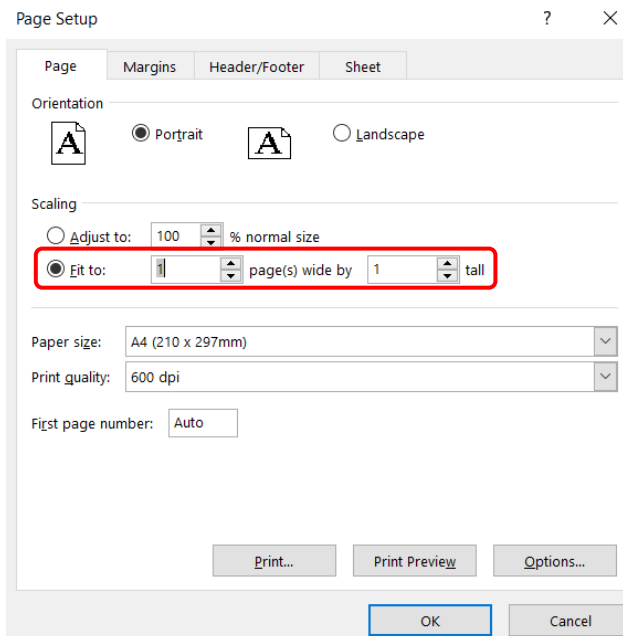 Page Setup ? ✕
Page Margins Header/Footer Sheet
Orientation
A Portrait A Landscape
Scaling
Adjust to: 100 % normal size
Fit to: 1 page(s) wide by 1 tall
Paper size: A4 (210 x 297mm)
Print quality: 600 dpi
First page number: Auto
Print... Print Preview Options...
OK Cancel